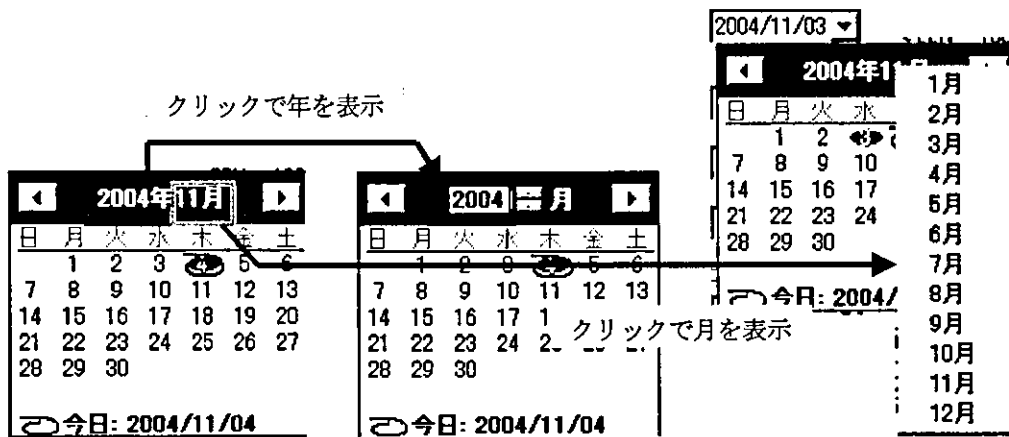 クリックで年を表示
2004年11月
日 月 火 水 木 金 土
1 2 3 5 6
7 8 9 10 11 12 13
14 15 16 17 18 19 20
21 22 23 24 25 26 27
28 29 30
今日: 2004/11/04
2004 月
日 月 火 水 木 金 土
1 2 3 5 6
7 8 9 10 11 12 13
14 15 16 17
21 22 23 24
28 29 30
今日: 2004/11/04
クリックで月を表示
2004/11/03
2004年1
日 月 火 水
1 2 3
7 8 9 10
14 15 16 17
21 22 23 24
28 29 30
今日: 2004/
1月
2月
3月
4月
5月
6月
7月
8月
9月
10月
11月
12月